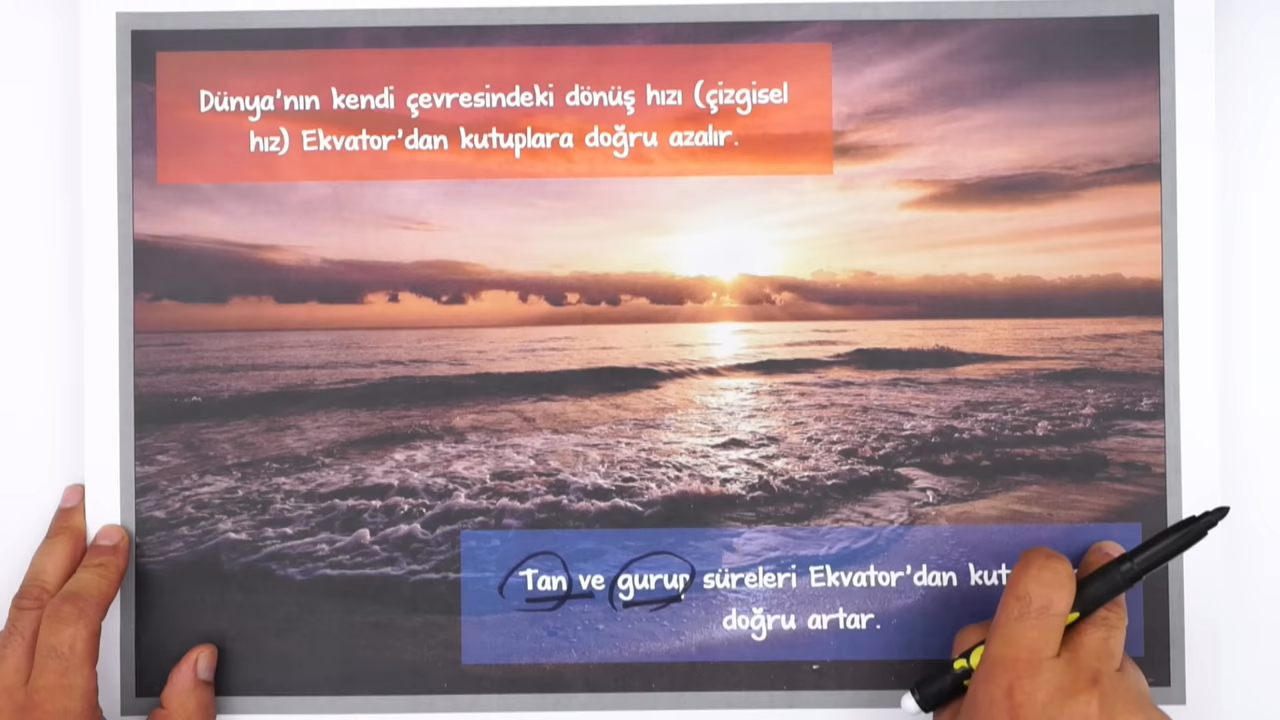 Dünya'nın kendi çevresindeki dönüş hızı (çizgisel
hız) Ekvator'dan kutuplara doğru azalır.
Tan ve gurup süreleri Ekvator'dan kut
doğru artar.